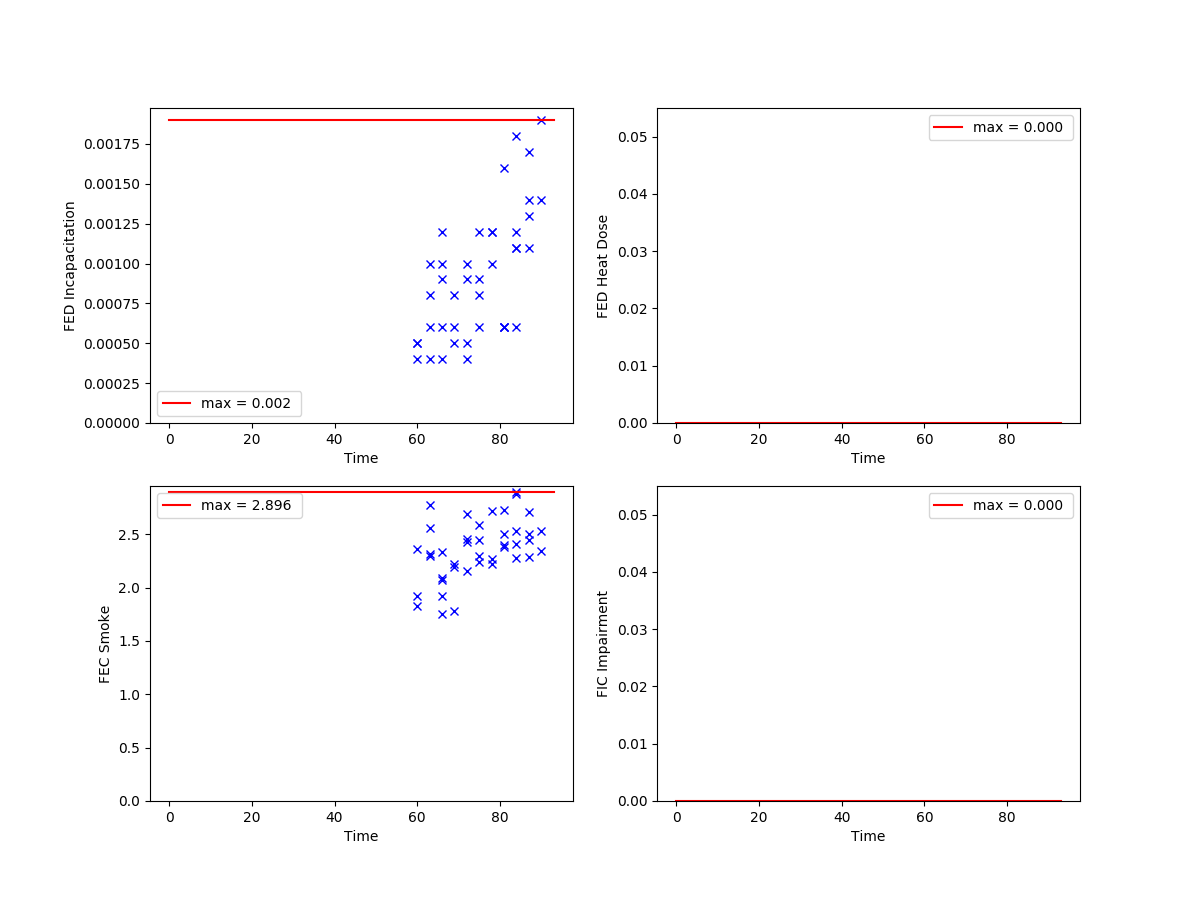 0.00175
0.00150
0.00125
0.00100
0.00075
0.00050
0.00025
0.00000
FED Incapacitation
max = 0.002
0 20 40 60 80
Time
0.05
0.04
0.03
0.02
0.01
0.00
FED Heat Dose
max = 0.000
0 20 40 60 80
Time
2.5
2.0
1.5
1.0
0.5
0.0
FEC Smoke
max = 2.896
0 20 40 60 80
Time
0.05
0.04
0.03
0.02
0.01
0.00
FIC Impairment
max = 0.000
0 20 40 60 80
Time